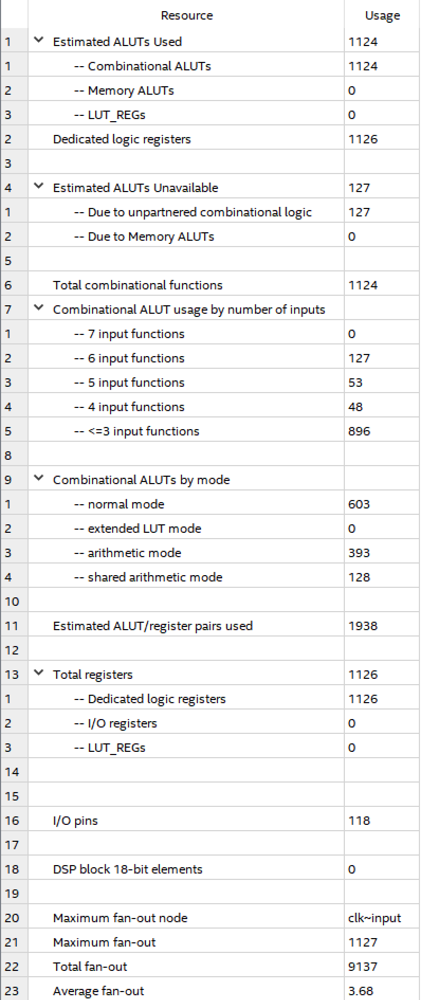 Resource Usage
1 Estimated ALUTs Used 1124
1 -- Combinational ALUTs 1124
2 -- Memory ALUTs 0
3 -- LUT_REGs 0
2 Dedicated logic registers 1126
3
4 Estimated ALUTs Unavailable 127
1 -- Due to unpartnered combinational logic 127
2 -- Due to Memory ALUTs 0
5
6 Total combinational functions 1124
7 Combinational ALUT usage by number of inputs
1 -- 7 input functions 0
2 -- 6 input functions 127
3 -- 5 input functions 53
4 -- 4 input functions 48
5 -- <=3 input functions 896
8
9 Combinational ALUTs by mode
1 -- normal mode 603
2 -- extended LUT mode 0
3 -- arithmetic mode 393
4 -- shared arithmetic mode 128
10
11 Estimated ALUT/register pairs used 1938
12
13 Total registers 1126
1 -- Dedicated logic registers 1126
2 -- I/O registers 0
3 -- LUT_REGs 0
14
15
16 I/O pins 118
17
18 DSP block 18-bit elements 0
19
20 Maximum fan-out node clk~input
21 Maximum fan-out 1127
22 Total fan-out 9137
23 Average fan-out 3.68